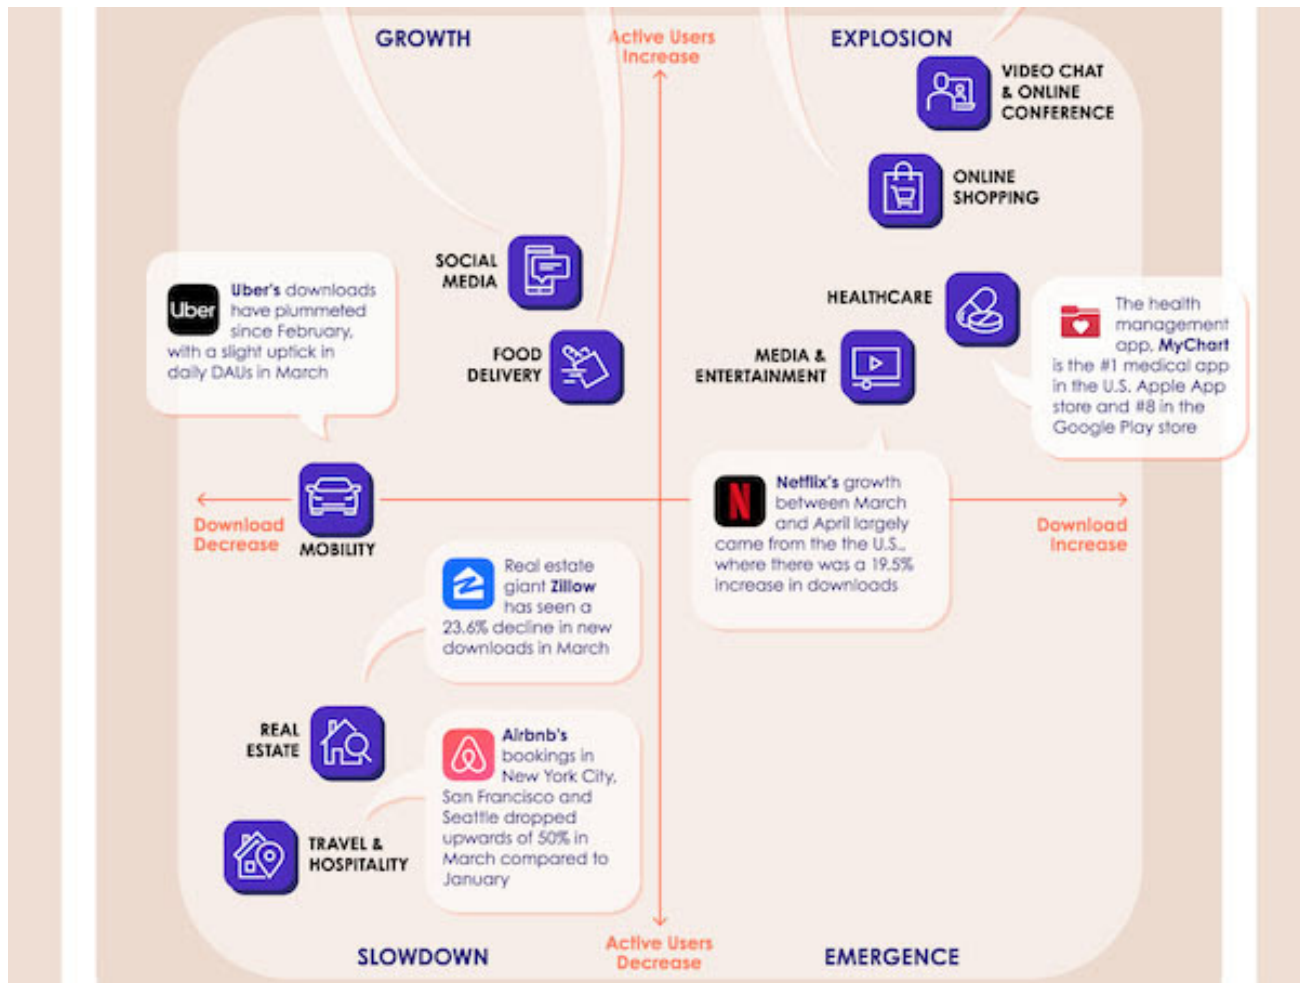 GROWTH
Active Users
Increase
EXPLOSION
VIDEO CHAT
& ONLINE
CONFERENCE
ONLINE
SHOPPING
SOCIAL
MEDIA
Uber
Uber's downloads
have plummeted
since February,
with a slight uptick in
daily DAUs in March
HEALTHCARE
The health
management
app, MyChart
is the #1 medical app
in the U.S. Apple App
store and #8 in the
Google Play store
FOOD
DELIVERY
MEDIA &
ENTERTAINMENT
Netflix's growth
between March
and April largely
came from the the U.S.,
where there was a 19.5%
increase in downloads
Download
Decrease
MOBILITY
Download
Increase
Real estate
giant Zillow
has seen a
23.6% decline in new
downloads in March
REAL
ESTATE
Airbnb's
bookings in
New York City,
San Francisco and
Seattle dropped
upwards of 50% in
March compared to
January
TRAVEL &
HOSPITALITY
SLOWDOWN
Active Users
Decrease
EMERGENCE